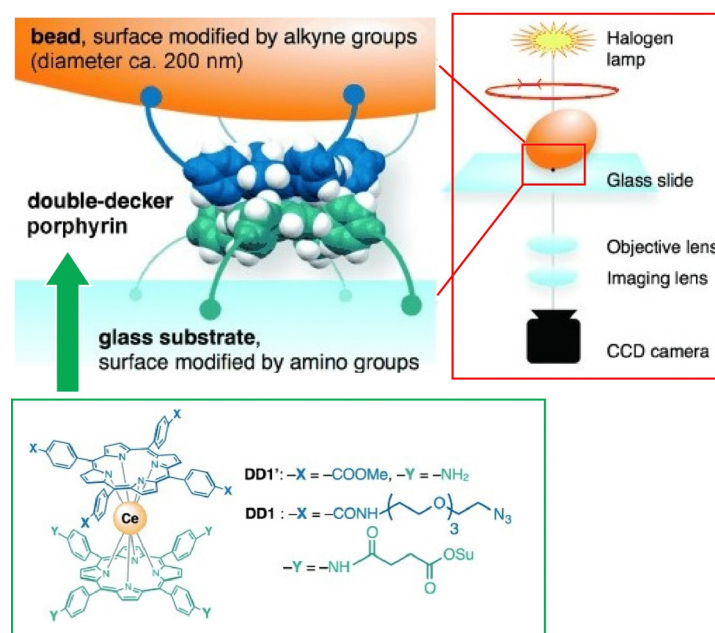 bead, surface modified by alkyne groups
(diameter ca. 200 nm)
double-decker
porphyrin
glass substrate,
surface modified by amino groups
Halogen
lamp
Glass slide
Objective lens
Imaging lens
CCD camera
X
X
X
X
N
N
N
N
Ce
Y
Y
N
N
N
N
Y
Y
DD1’: –X = –COOMe, –Y = –NH₂
DD1 : –X = –CONH O 3 N₃
–Y = –NH O O OSu